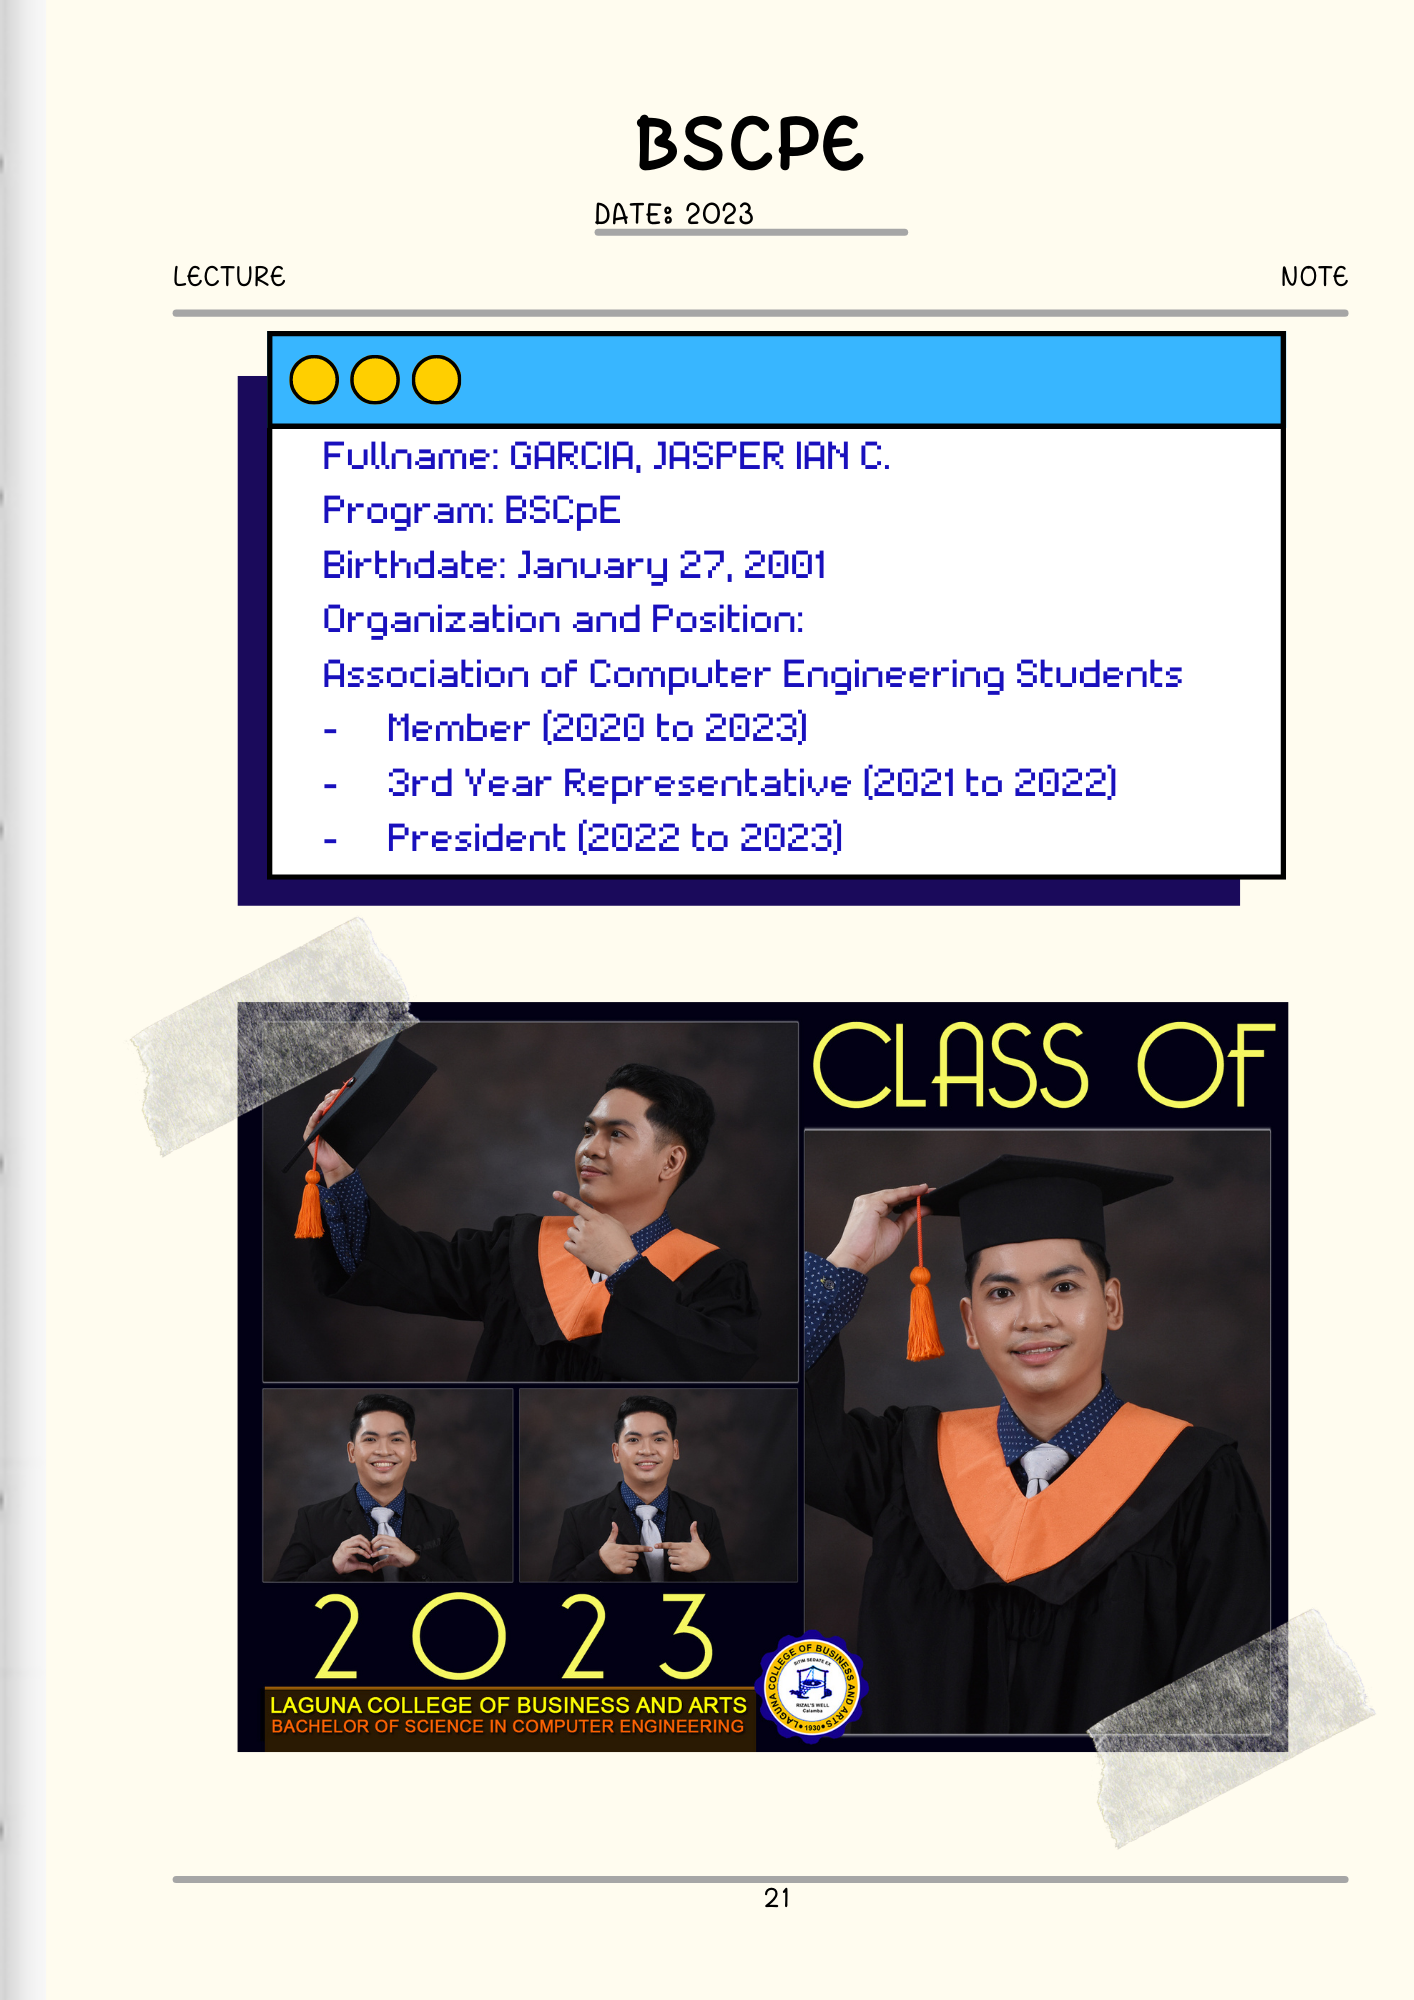 BSCPE
DATE: 2023
LECTURE
NOTE
Fullname: GARCIA, JASPER IAN C.
Program: BSCpE
Birthdate: January 27, 2001
Organization and Position:
Association of Computer Engineering Students
- Member (2020 to 2023)
- 3rd Year Representative (2021 to 2022)
- President (2022 to 2023)
CLASS OF
2023
LAGUNA COLLEGE OF BUSINESS AND ARTS
BACHELOR OF SCIENCE IN COMPUTER ENGINEERING
LAGUNA COLLEGE OF BUSINESS AND ARTS
SITIM SEDATE EX
RIZAL'S WELL
Calamba
•1930•
21